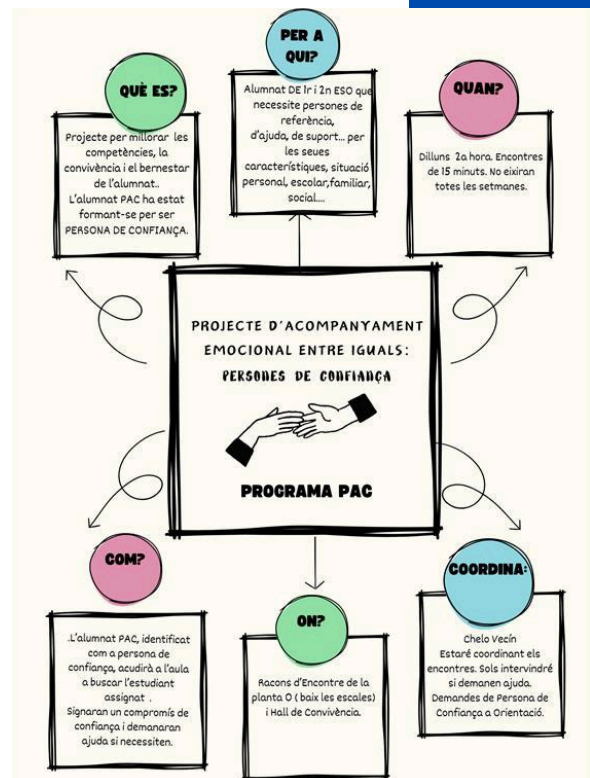 QUÈ ES?
Projecte per millorar les
competències, la
convivència i el bernestar
de l'alumnat..
L'alumnat PAC ha estat
formant-se per ser
PERSONA DE CONFIANÇA.
PER A
QUI?
Alumnat DE 1r i 2n ESO que
necessite persones de
referència,
d'ajuda, de suport... per
les seues
característiques, situació
personal, escolar,familiar,
social....
QUAN?
Dilluns 2a hora. Encontres
de 15 minuts. No eixiran
totes les setmanes.
PROJECTE D'ACOMPANYAMENT
EMOCIONAL ENTRE IGUALS:
PERSONES DE CONFIANÇA
PROGRAMA PAC
COM?
.L'alumnat PAC, identificat
com a persona de
confiança, acudirà a l'aula
a buscar l'estudiant
assignat .
Signaran un compromís de
confiança i demanaran
ajuda si necessiten.
ON?
Racons d'Encontre de la
planta 0 ( baix les escales)
i Hall de Convivència.
COORDINA:
Chelo Vecín
Estaré coordinant els
encontres. Sols intervindré
si demanen ajuda.
Demandes de Persona de
Confiança a Orientació.